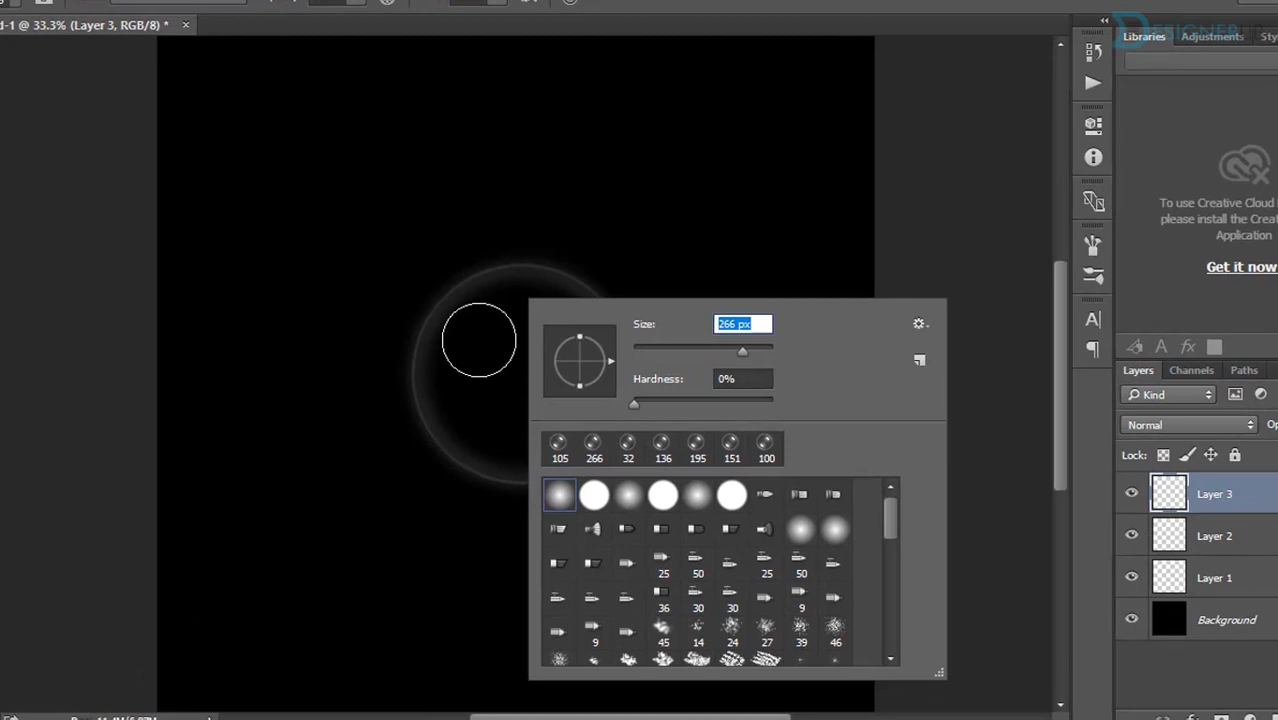 d-1 @ 33.3% (Layer 3, RGB/8) *
DESIGNER
Libraries
Adjustments
Sty
To use Creative Cloud
please install the Creat
Application
Get it now
Size:
266 px
Hardness:
0%
105 266 32 136 195 151 100
25 50 25 50
36 30 30 9
9 45 14 24 27 39 46
Layers Channels Paths
Kind
Normal
Op
Lock:
Layer 3
Layer 2
Layer 1
Background